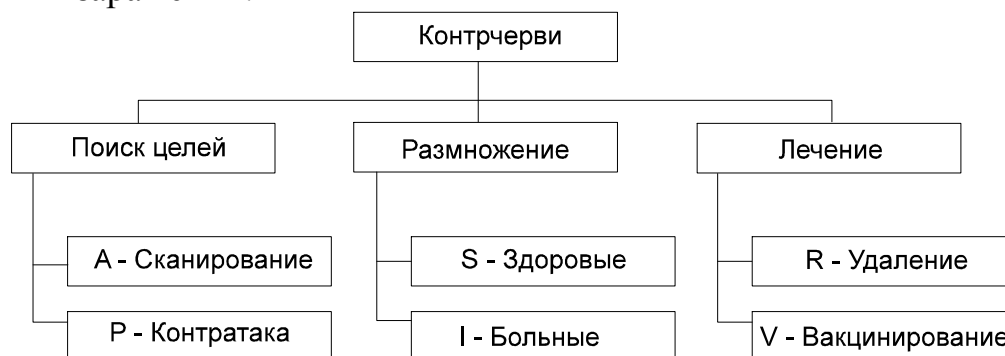 Контрчерви
Поиск целей
Размножение
Лечение
А - Сканирование
S - Здоровые
R - Удаление
P - Контратака
I - Больные
V - Вакцинирование